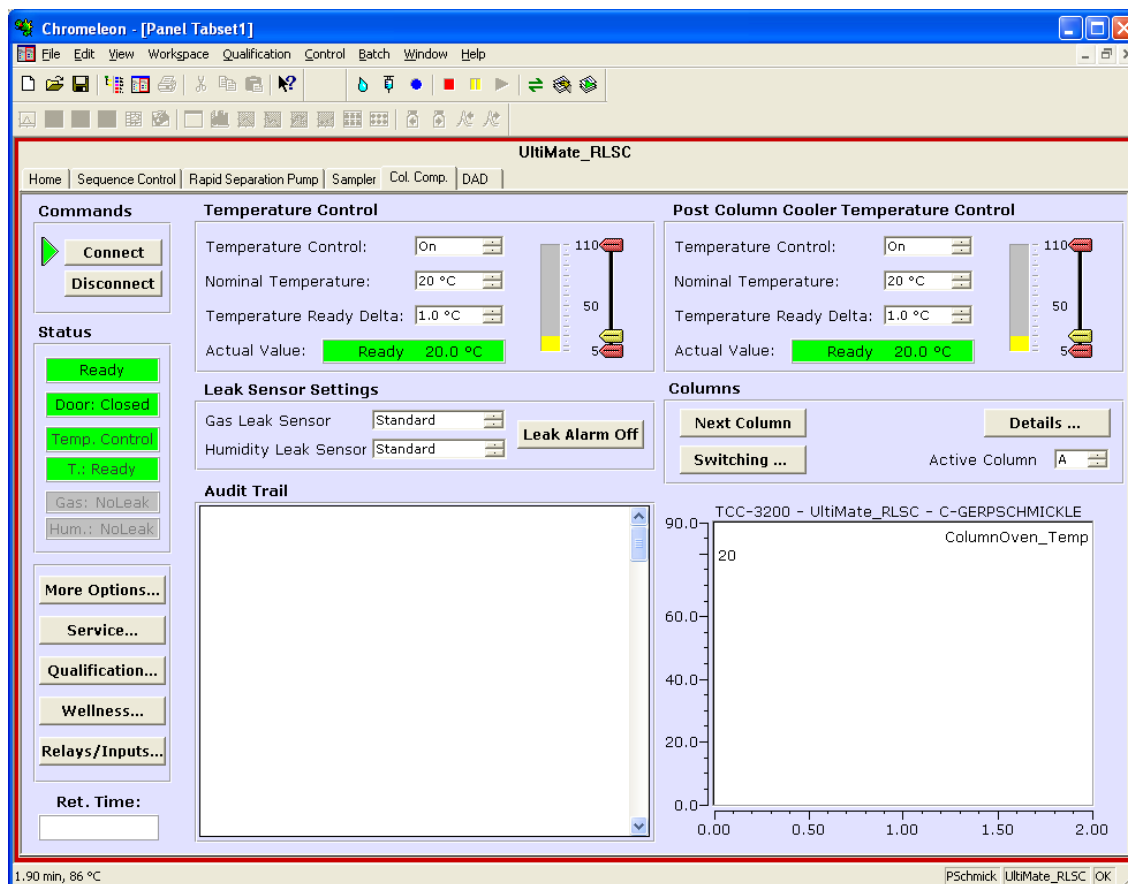 Chromeleon - [Panel Tabset1]
File Edit View Workspace Qualification Control Batch Window Help
UltiMate_RLSC
Home Sequence Control Rapid Separation Pump Sampler Col. Comp. DAD
Commands
Connect
Disconnect
Status
Ready
Door: Closed
Temp. Control
T.: Ready
Gas: NoLeak
Hum.: NoLeak
More Options...
Service...
Qualification...
Wellness...
Relays/Inputs...
Ret. Time:
Temperature Control
Temperature Control: On
Nominal Temperature: 20 °C
Temperature Ready Delta: 1.0 °C
Actual Value: Ready 20.0 °C
110
50
5
Leak Sensor Settings
Gas Leak Sensor Standard
Humidity Leak Sensor Standard
Leak Alarm Off
Audit Trail
Post Column Cooler Temperature Control
Temperature Control: On
Nominal Temperature: 20 °C
Temperature Ready Delta: 1.0 °C
Actual Value: Ready 20.0 °C
110
50
5
Columns
Next Column
Details ...
Switching ...
Active Column A
TCC-3200 - UltiMate_RLSC - C-GERPSCHMICKLE
ColumnOven_Temp
20
90.0
60.0
40.0
20.0
0.0
0.00 0.50 1.00 1.50 2.00
1.90 min, 86 °C
PSchmick UltiMate_RLSC OK